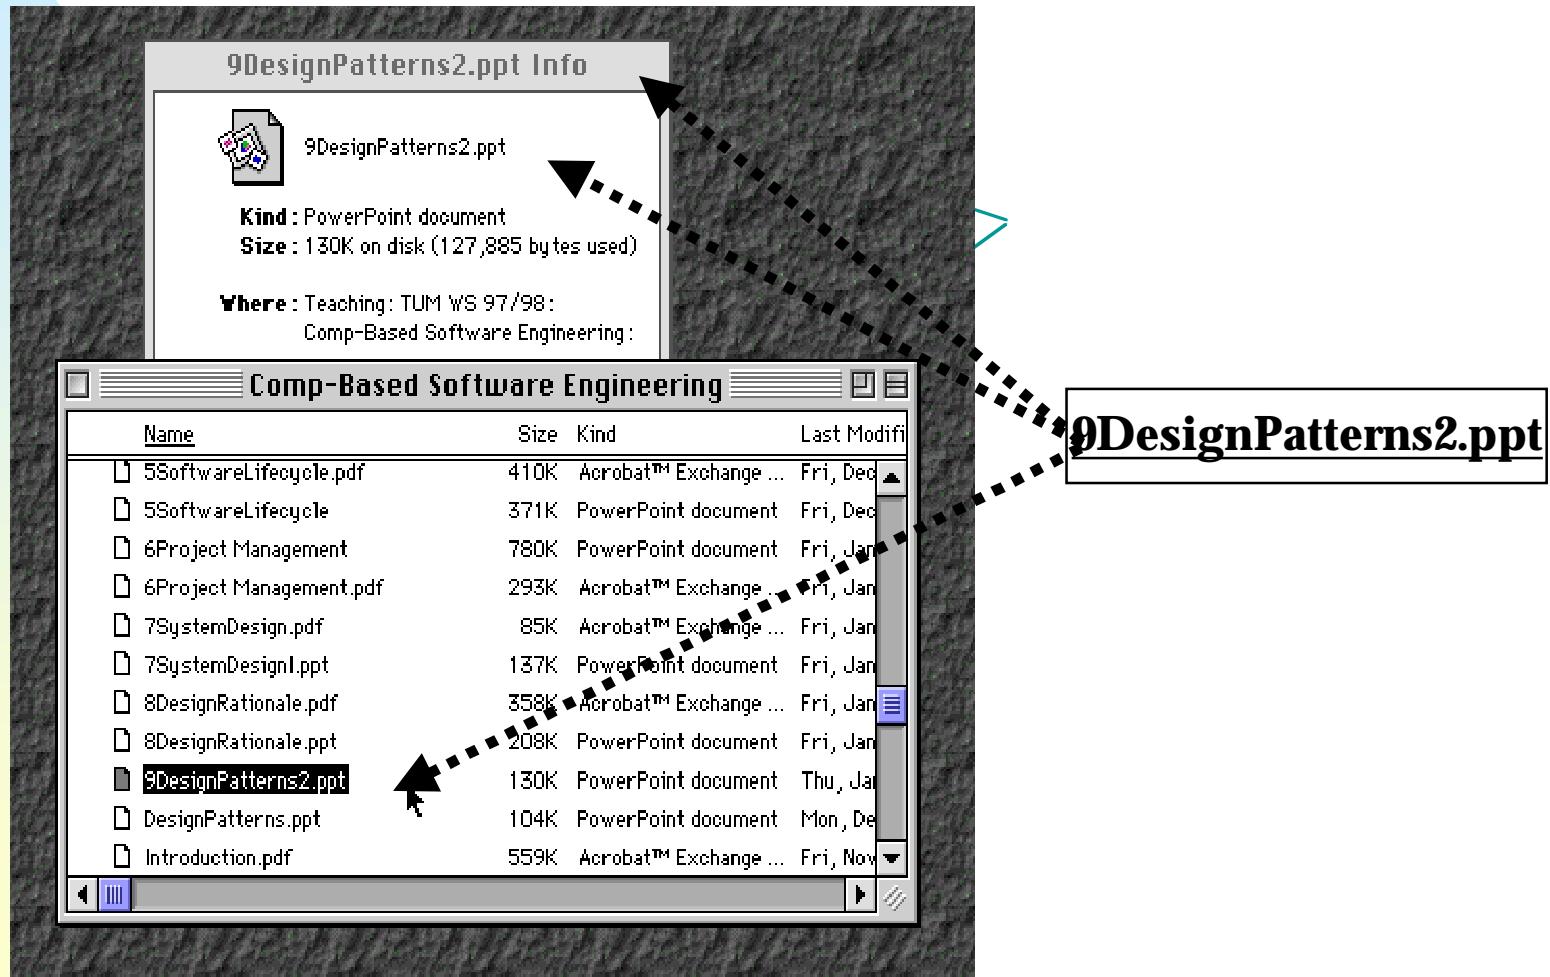 9DesignPatterns2.ppt Info
9DesignPatterns2.ppt
Kind: PowerPoint document
Size: 130K on disk (127,885 bytes used)
Where: Teaching: TUM WS 97/98:
Comp-Based Software Engineering:
Comp-Based Software Engineering
Name Size Kind Last Modifi
5SoftwareLifecycle.pdf 410K Acrobat™ Exchange ... Fri, Dec
5SoftwareLifecycle 371K PowerPoint document Fri, Dec
6Project Management 780K PowerPoint document Fri, Jan
6Project Management.pdf 293K Acrobat™ Exchange ... Fri, Jan
7SystemDesign.pdf 85K Acrobat™ Exchange ... Fri, Jan
7SystemDesignI.ppt 137K PowerPoint document Fri, Jan
8DesignRationale.pdf 358K Acrobat™ Exchange ... Fri, Jan
8DesignRationale.ppt 208K PowerPoint document Fri, Jan
9DesignPatterns2.ppt 130K PowerPoint document Thu, Jan
DesignPatterns.ppt 104K PowerPoint document Mon, De
Introduction.pdf 559K Acrobat™ Exchange ... Fri, Nov
9DesignPatterns2.ppt